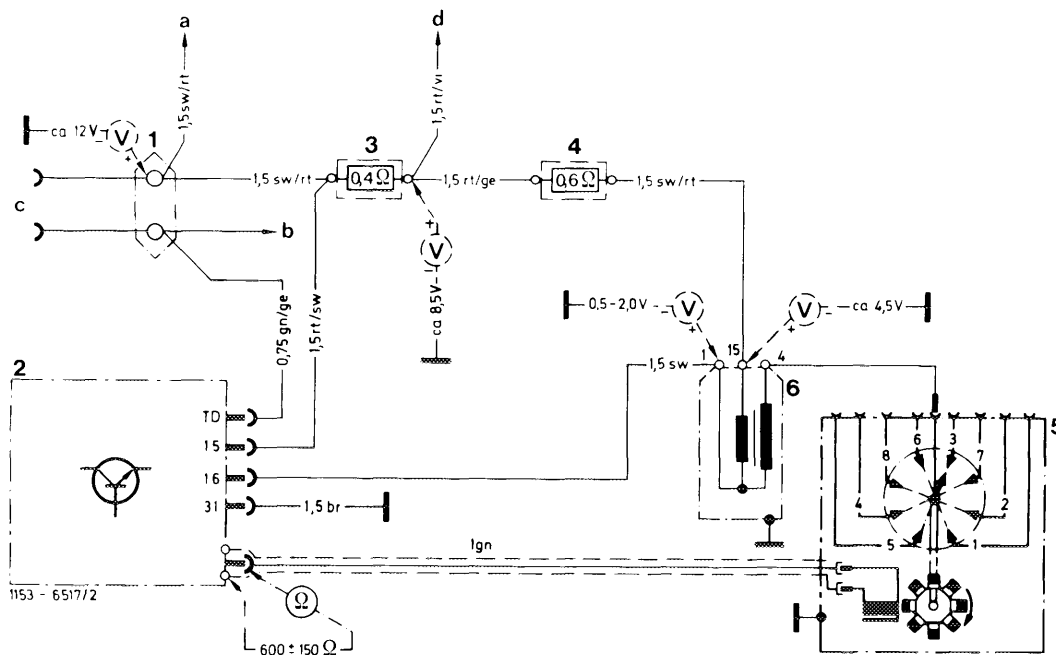 a
d
1,5 sw/rt
1,5 rt/vi
ca 12V
V
–
+
1
3
4
1,5 sw/rt
0,4 Ω
1,5 rt/ge
0,6 Ω
1,5 sw/rt
c
b
+
V
–
ca 8,5V
0,75 gn/ge
1,5 rt/sw
0,5-2,0V
V
–
+
V
–
+
ca 4,5V
1
15
4
1,5 sw
6
2
TD
15
16
31
1,5 br
5
6
3
8
7
4
2
5
1
1gn
1153 - 6517/2
Ω
600 ± 150 Ω